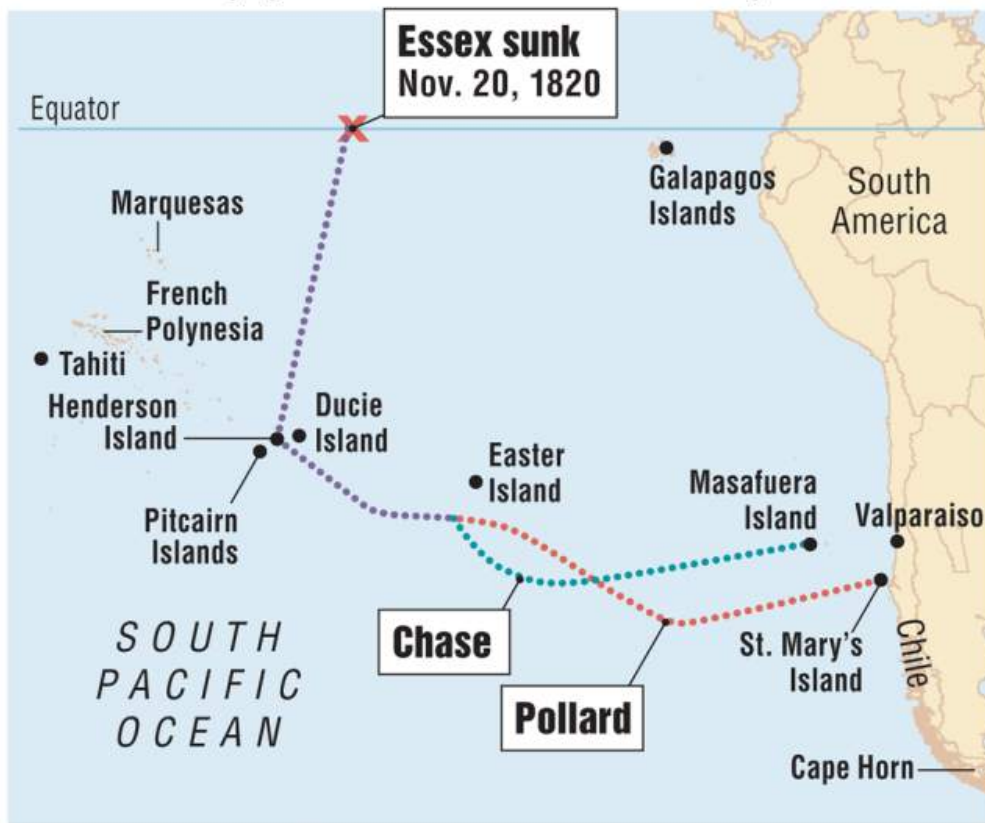 Essex sunk
Nov. 20, 1820
Equator
Galapagos
Islands
South
America
Marquesas
French
Polynesia
Tahiti
Henderson
Island
Ducie
Island
Easter
Island
Masafuera
Island
Valparaiso
Pitcairn
Islands
Chase
Pollard
St. Mary's
Island
Chile
SOUTH
PACIFIC
OCEAN
Cape Horn